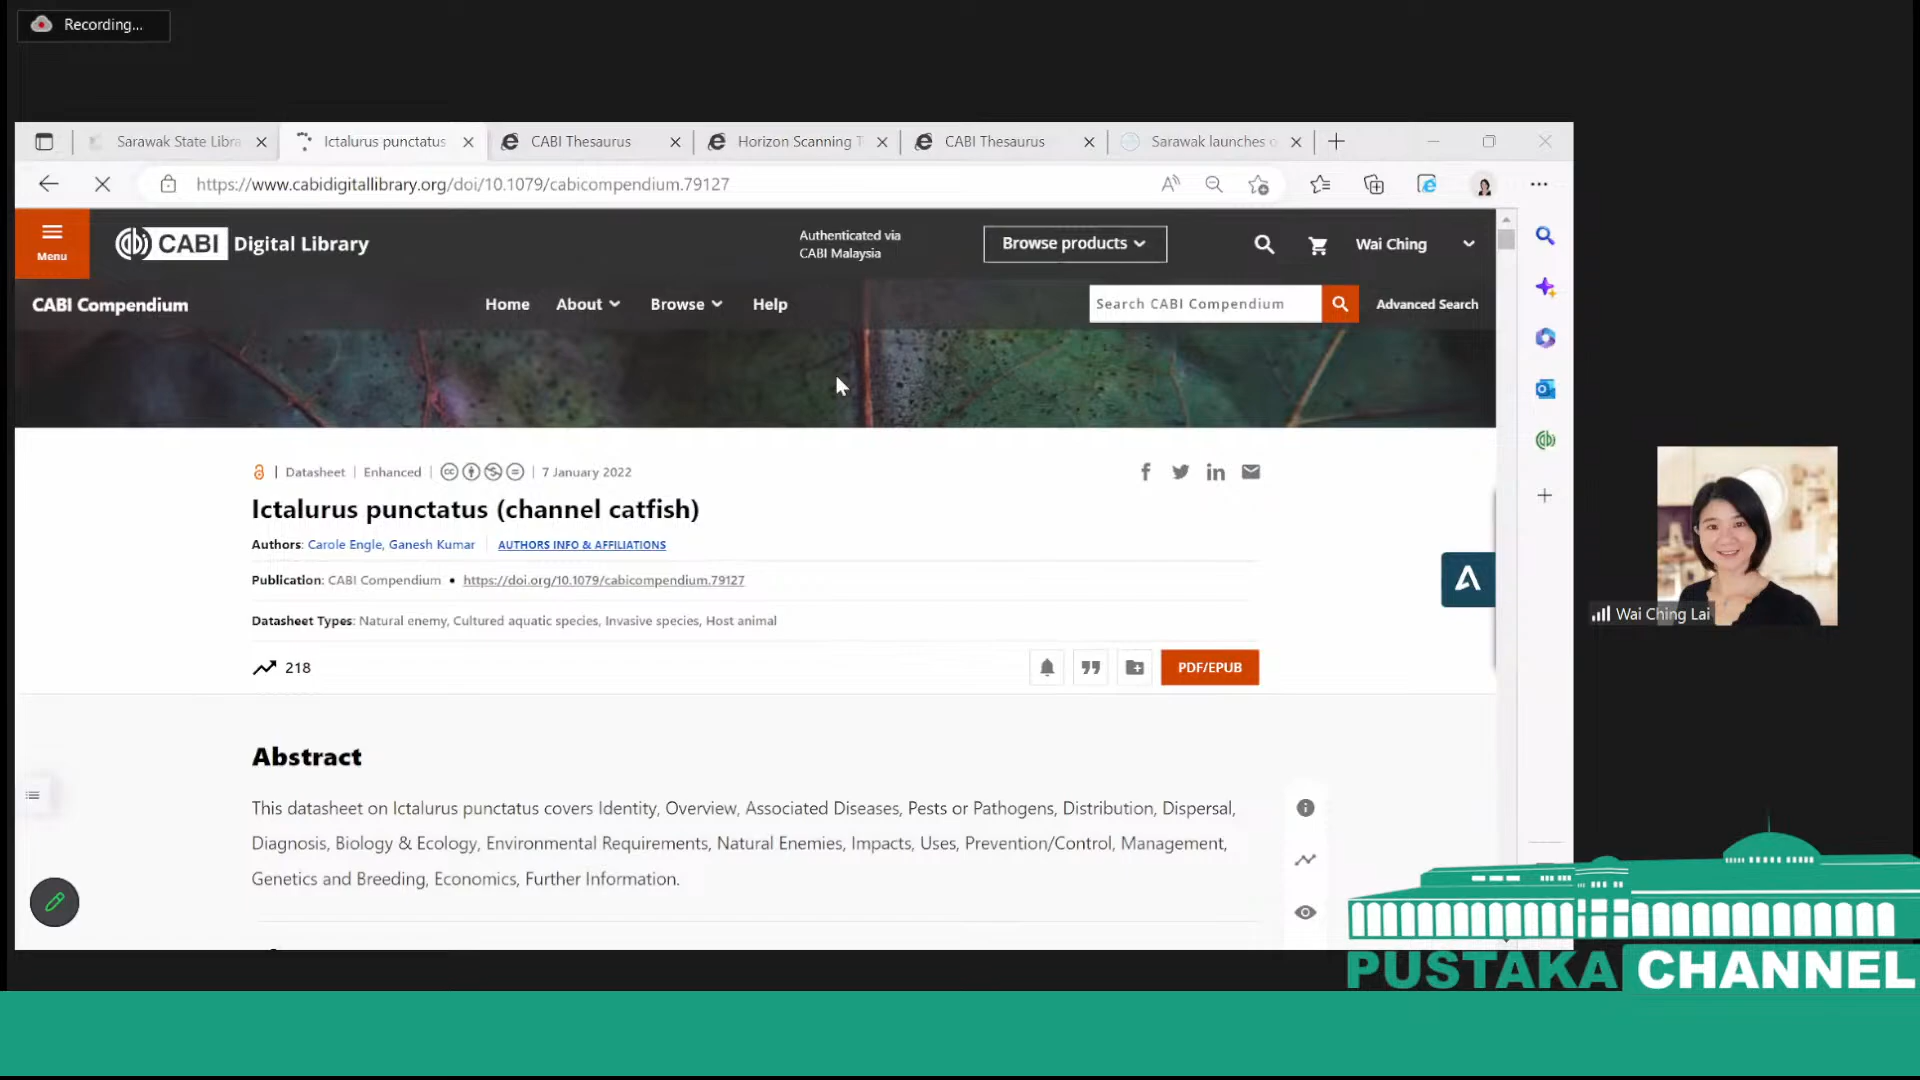 Recording...
Sarawak State Libra
Ictalurus punctatus
CABI Thesaurus
Horizon Scanning T
CABI Thesaurus
Sarawak launches o
https://www.cabidigitallibrary.org/doi/10.1079/cabicompendium.79127
Menu
CABI Digital Library
Authenticated via
CABI Malaysia
Browse products
Wai Ching
CABI Compendium
Home
About
Browse
Help
Search CABI Compendium
Advanced Search
| Datasheet | Enhanced | 7 January 2022
Ictalurus punctatus (channel catfish)
Authors: Carole Engle, Ganesh Kumar AUTHORS INFO & AFFILIATIONS
Publication: CABI Compendium • https://doi.org/10.1079/cabicompendium.79127
Datasheet Types: Natural enemy, Cultured aquatic species, Invasive species, Host animal
218
PDF/EPUB
Wai Ching Lai
Abstract
This datasheet on Ictalurus punctatus covers Identity, Overview, Associated Diseases, Pests or Pathogens, Distribution, Dispersal,
Diagnosis, Biology & Ecology, Environmental Requirements, Natural Enemies, Impacts, Uses, Prevention/Control, Management,
Genetics and Breeding, Economics, Further Information.
PUSTAKA CHANNEL